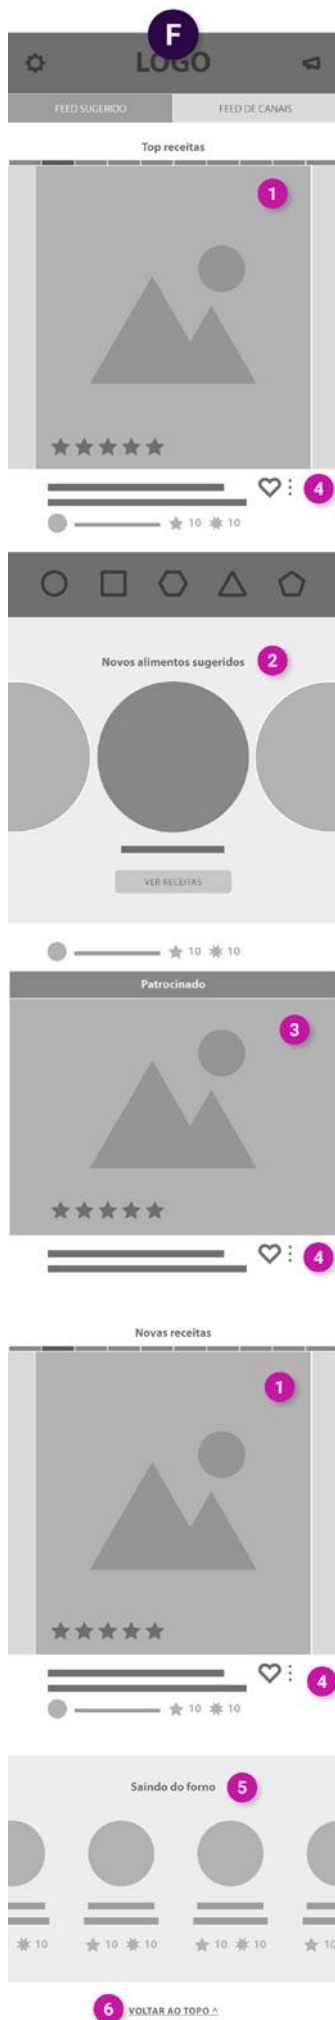 F
LOGO
FEED SUGERIDO FEED DE CANAIS
Top receitas
1
4
10 10
Novos alimentos sugeridos 2
VER RECEITAS
10 10
Patrocinado
3
4
Novas receitas
1
4
10 10
Saindo do forno 5
10 10 10 10 10 10
6 VOLTAR AO TOPO ^